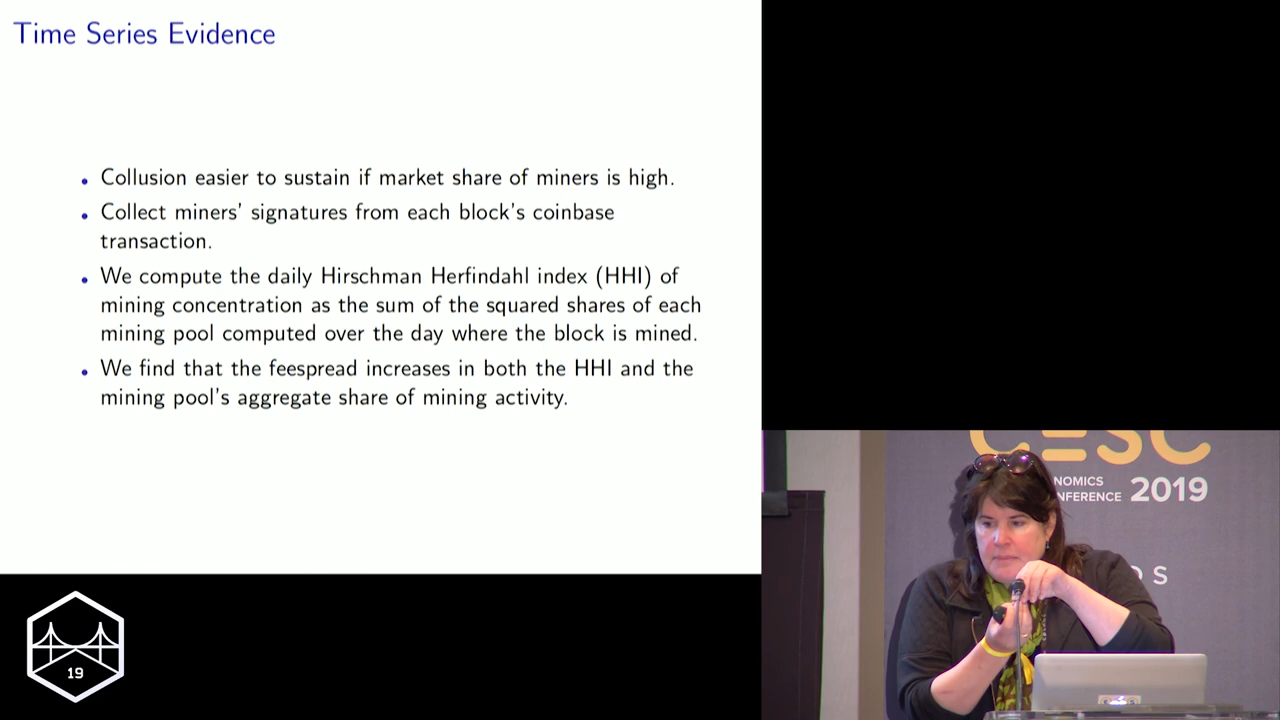 Time Series Evidence
Collusion easier to sustain if market share of miners is high.
Collect miners' signatures from each block's coinbase
transaction.
We compute the daily Hirschman Herfindahl index (HHI) of
mining concentration as the sum of the squared shares of each
mining pool computed over the day where the block is mined.
We find that the feespread increases in both the HHI and the
mining pool's aggregate share of mining activity.
19
CESC
NOMICS
NFERENCE 2019